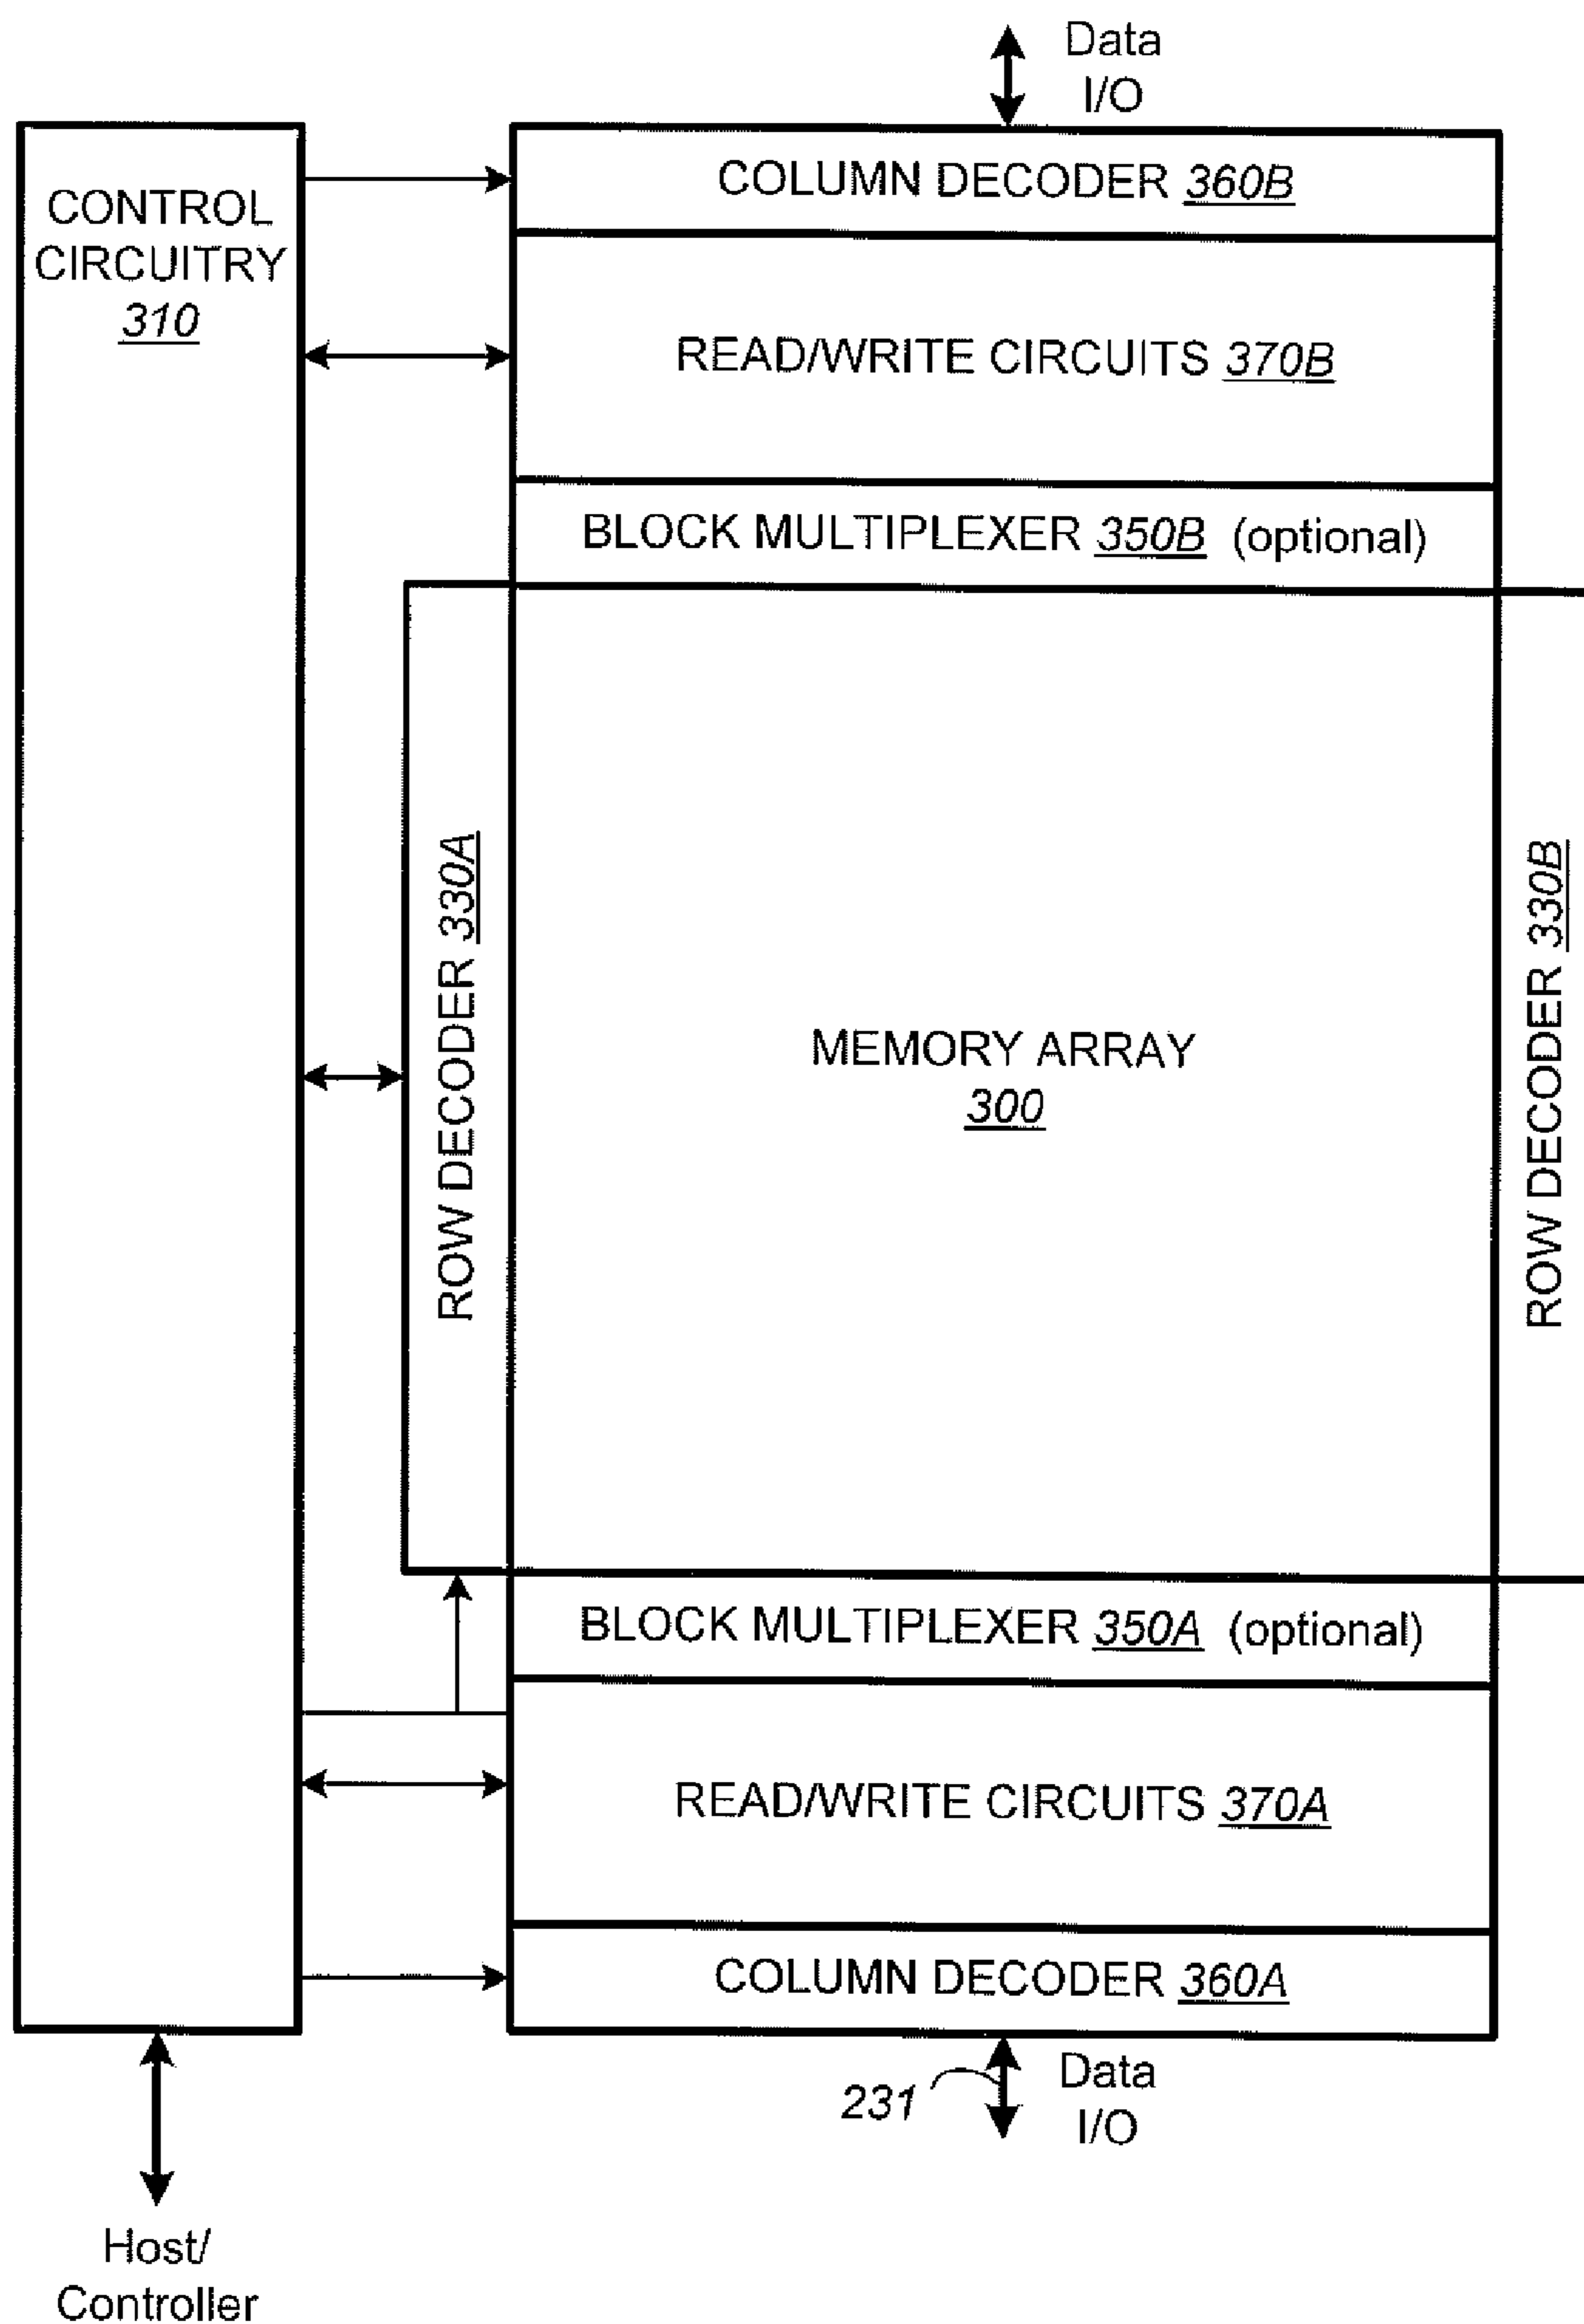 Data
I/O
COLUMN DECODER 360B
CONTROL
CIRCUITRY
310
READ/WRITE CIRCUITS 370B
BLOCK MULTIPLEXER 350B (optional)
ROW DECODER 330A
MEMORY ARRAY
300
ROW DECODER 330B
BLOCK MULTIPLEXER 350A (optional)
READ/WRITE CIRCUITS 370A
COLUMN DECODER 360A
231
Data
I/O
Host/
Controller